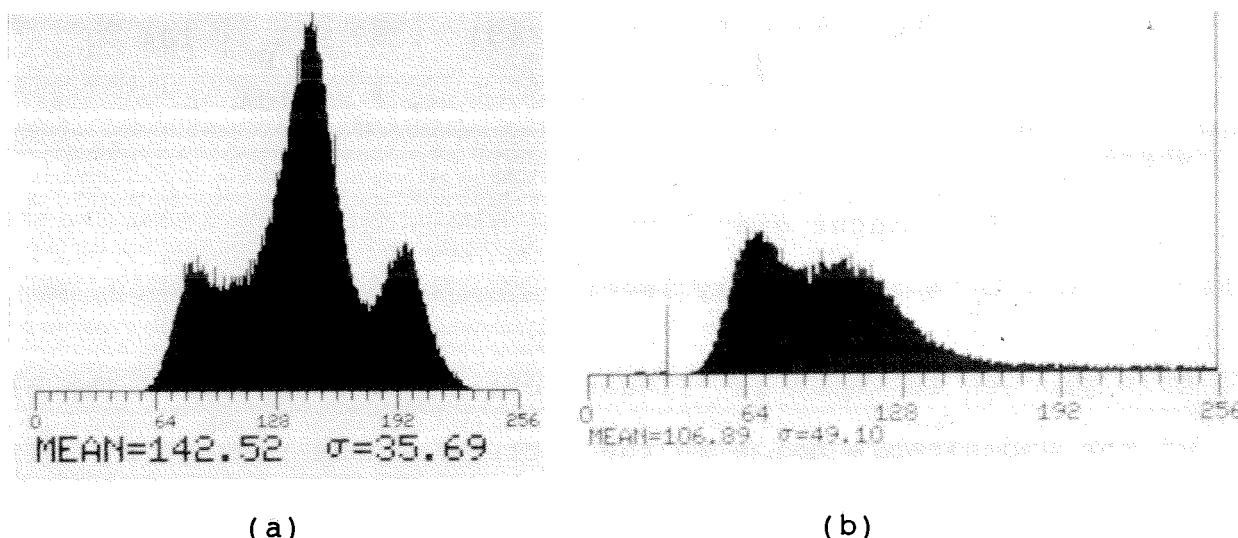 0 64 128 192 256
MEAN=142.52 σ=35.69
(a)
0 64 128 192 256
MEAN=106.89 σ=49.10
(b)